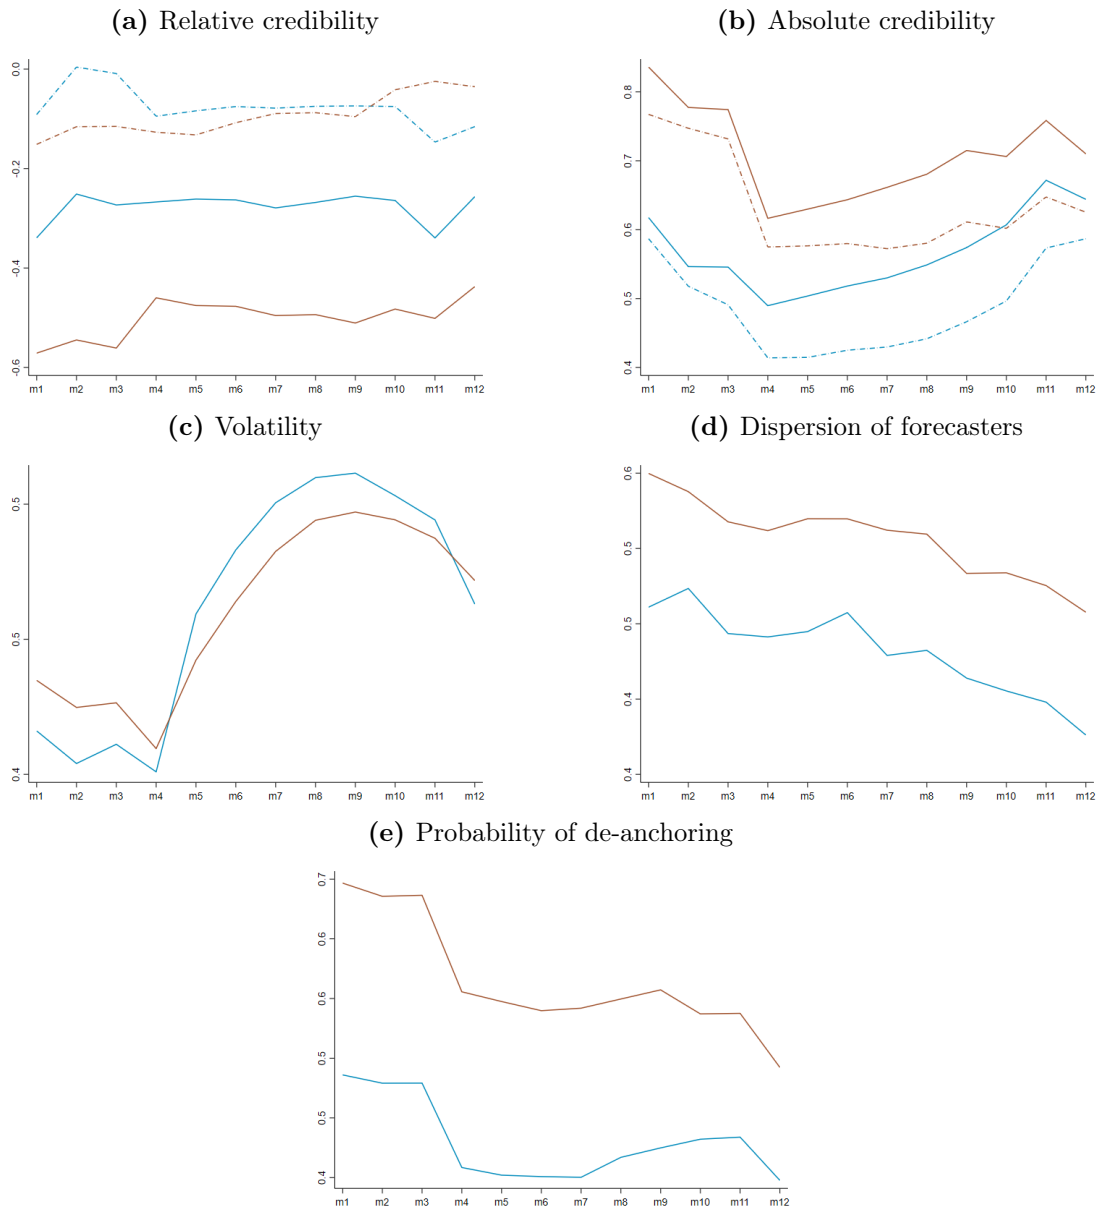 (a) Relative credibility
0.0
-0.2
-0.4
-0.6
m1 m2 m3 m4 m5 m6 m7 m8 m9 m10 m11 m12
(b) Absolute credibility
0.8
0.7
0.6
0.5
0.4
m1 m2 m3 m4 m5 m6 m7 m8 m9 m10 m11 m12
(c) Volatility
0.5
0.5
0.4
m1 m2 m3 m4 m5 m6 m7 m8 m9 m10 m11 m12
(d) Dispersion of forecasters
0.6
0.5
0.5
0.4
0.4
m1 m2 m3 m4 m5 m6 m7 m8 m9 m10 m11 m12
(e) Probability of de-anchoring
0.7
0.6
0.6
0.5
0.5
0.4
m1 m2 m3 m4 m5 m6 m7 m8 m9 m10 m11 m12